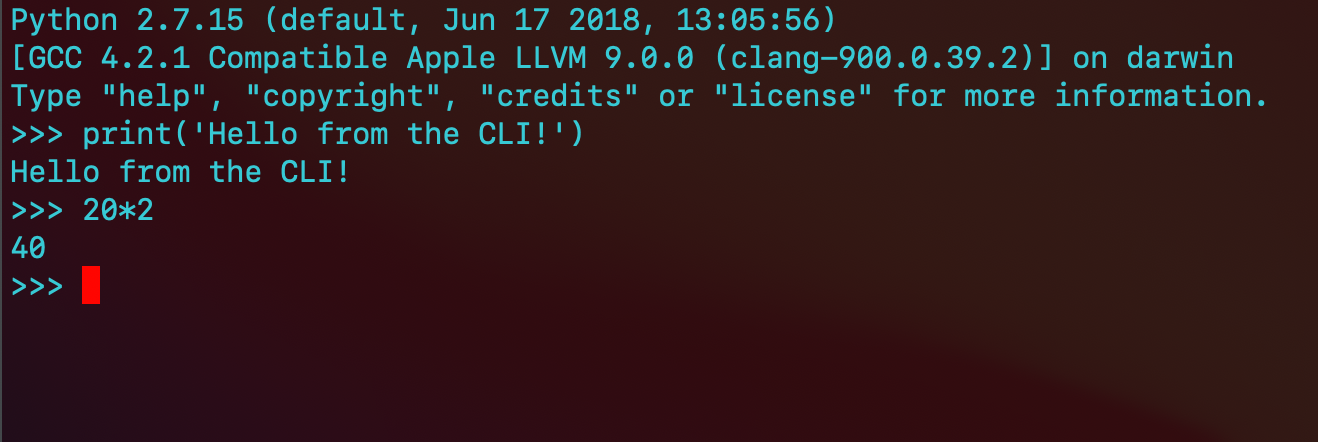 Python 2.7.15 (default, Jun 17 2018, 13:05:56)
[GCC 4.2.1 Compatible Apple LLVM 9.0.0 (clang-900.0.39.2)] on darwin
Type "help", "copyright", "credits" or "license" for more information.
>>> print('Hello from the CLI!')
Hello from the CLI!
>>> 20*2
40
>>>